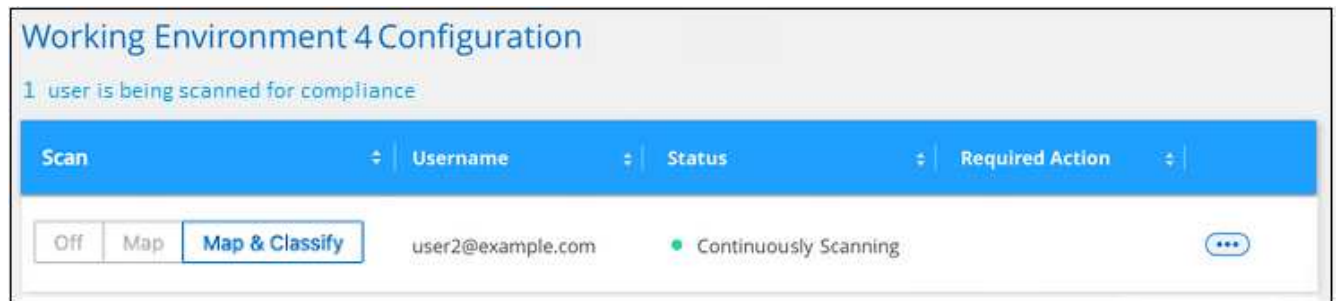 Working Environment 4 Configuration
1 user is being scanned for compliance
Scan Username Status Required Action
Off Map Map & Classify user2@example.com Continuously Scanning